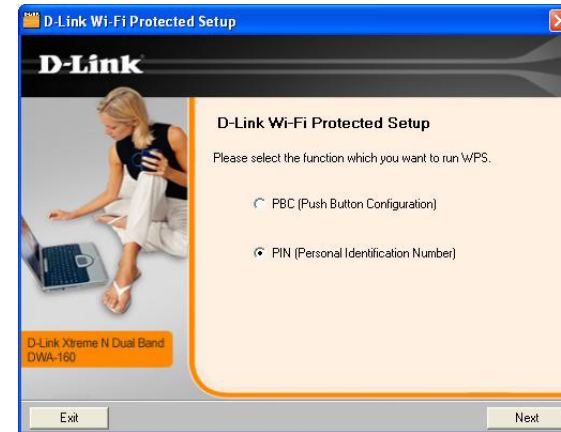 D-Link Wi-Fi Protected Setup
D-Link
D-Link Wi-Fi Protected Setup
Please select the function which you want to run WPS.
PBC (Push Button Configuration)
PIN (Personal Identification Number)
D-Link Xtreme N Dual Band
DWA-160
Exit
Next